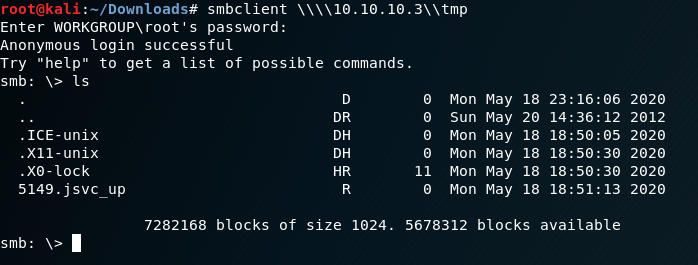 root@kali:~/Downloads# smbclient \\\\10.10.10.3\\tmp
Enter WORKGROUP\root's password:
Anonymous login successful
Try "help" to get a list of possible commands.
smb: \> ls
  .                                   D        0  Mon May 18 23:16:06 2020
  ..                                 DR        0  Sun May 20 14:36:12 2012
  .ICE-unix                          DH        0  Mon May 18 18:50:05 2020
  .X11-unix                          DH        0  Mon May 18 18:50:30 2020
  .X0-lock                           HR       11  Mon May 18 18:50:30 2020
  5149.jsvc_up                        R        0  Mon May 18 18:51:13 2020
                7282168 blocks of size 1024. 5678312 blocks available
smb: \>